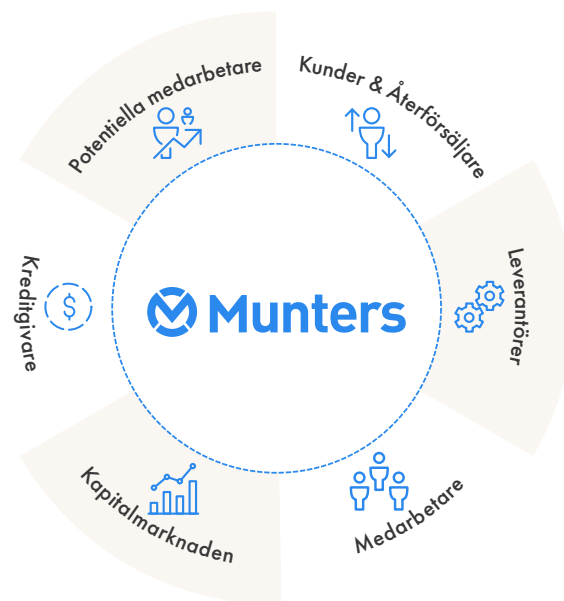 Potentiella medarbetare
Kunder & Återförsäljare
Leverantörer
Medarbetare
Kapitalmarknaden
Kreditgivare
$
Munters